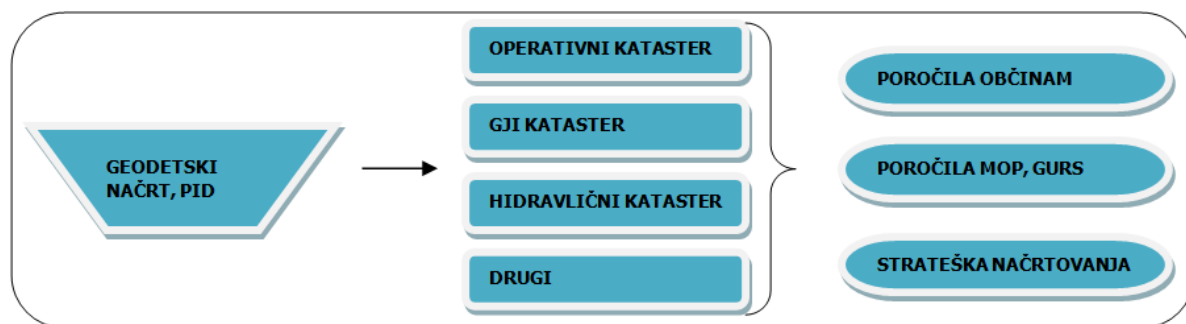 GEODETSKI
NAČRT, PID
OPERATIVNI KATASTER
GJI KATASTER
HIDRAVLIČNI KATASTER
DRUGI
POROČILA OBČINAM
POROČILA MOP, GURS
STRATEŠKA NAČRTOVANJA